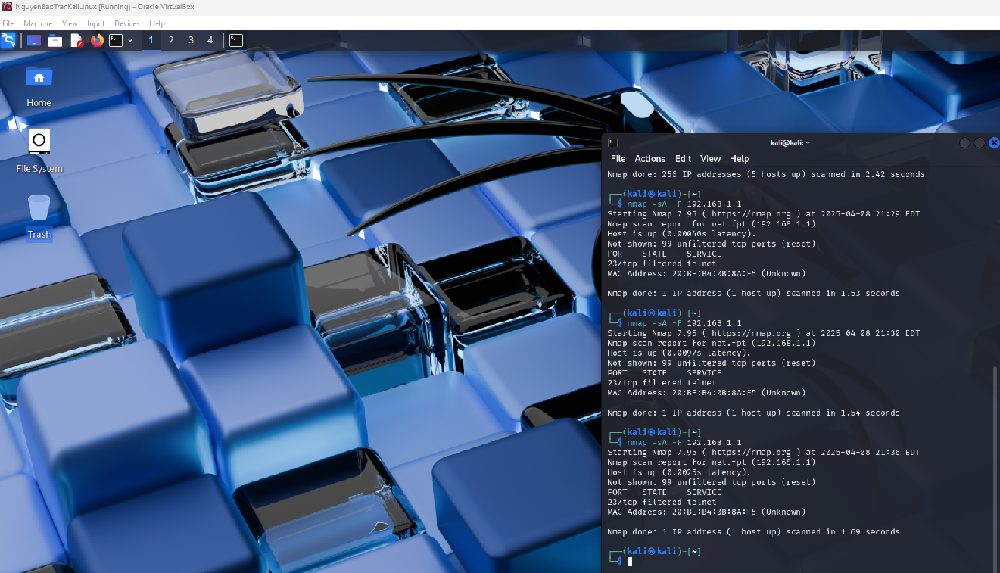 NguyenBaoTranKaliLinux [Running] - Oracle VirtualBox
File Machine View Input Devices Help
1 2 3 4
Home
File System
Trash
kali@kali: ~
File Actions Edit View Help
Nmap done: 256 IP addresses (5 hosts up) scanned in 2.42 seconds
┌──(kali㉿kali)-[~]
└─$ nmap -sA -F 192.168.1.1
Starting Nmap 7.95 ( https://nmap.org ) at 2025-04-08 21:29 EDT
Nmap scan report for net.fpt (192.168.1.1)
Host is up (0.00040s latency).
Not shown: 99 unfiltered tcp ports (reset)
PORT STATE SERVICE
23/tcp filtered telnet
MAC Address: 20:BE:B4:0B:8A:F5 (Unknown)
Nmap done: 1 IP address (1 host up) scanned in 1.53 seconds
┌──(kali㉿kali)-[~]
└─$ nmap -sA -F 192.168.1.1
Starting Nmap 7.95 ( https://nmap.org ) at 2025-04-08 21:30 EDT
Nmap scan report for net.fpt (192.168.1.1)
Host is up (0.0097s latency).
Not shown: 99 unfiltered tcp ports (reset)
PORT STATE SERVICE
23/tcp filtered telnet
MAC Address: 20:BE:B4:0B:8A:F5 (Unknown)
Nmap done: 1 IP address (1 host up) scanned in 1.54 seconds
┌──(kali㉿kali)-[~]
└─$ nmap -sA -F 192.168.1.1
Starting Nmap 7.95 ( https://nmap.org ) at 2025-04-08 21:36 EDT
Nmap scan report for net.fpt (192.168.1.1)
Host is up (0.0025s latency).
Not shown: 99 unfiltered tcp ports (reset)
PORT STATE SERVICE
23/tcp filtered telnet
MAC Address: 20:BE:B4:0B:8A:F5 (Unknown)
Nmap done: 1 IP address (1 host up) scanned in 1.69 seconds
┌──(kali㉿kali)-[~]
└─$